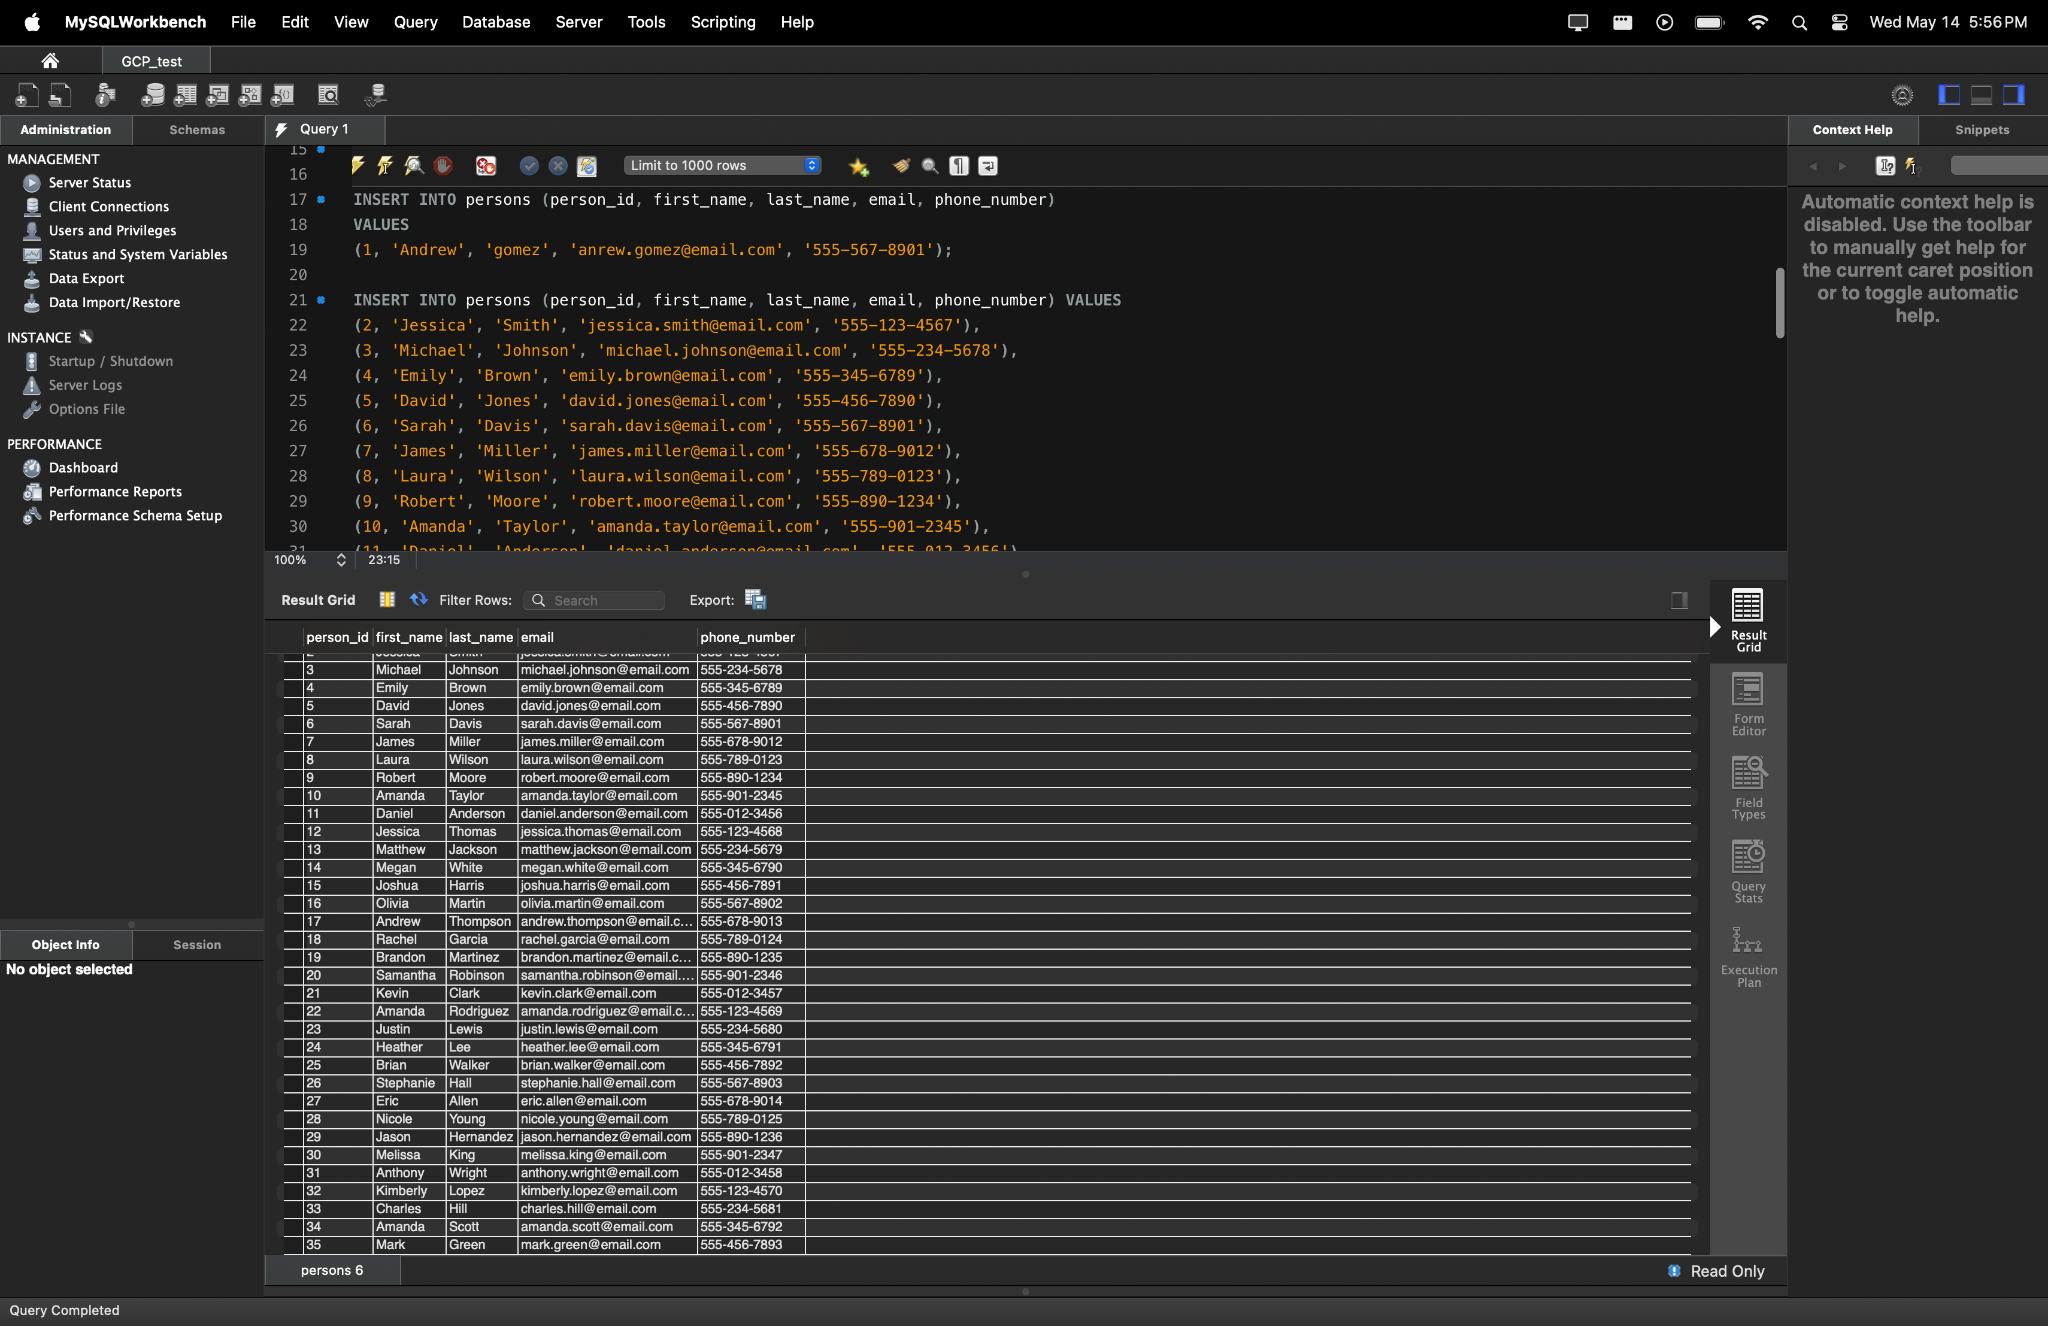 MySQLWorkbench File Edit View Query Database Server Tools Scripting Help Wed May 14 5:56 PM
GCP_test
Administration Schemas Query 1 Context Help Snippets
MANAGEMENT
Server Status
Client Connections
Users and Privileges
Status and System Variables
Data Export
Data Import/Restore
INSTANCE
Startup / Shutdown
Server Logs
Options File
PERFORMANCE
Dashboard
Performance Reports
Performance Schema Setup
Object Info Session
No object selected
Limit to 1000 rows
15
16
17 INSERT INTO persons (person_id, first_name, last_name, email, phone_number)
18 VALUES
19 (1, 'Andrew', 'gomez', 'anrew.gomez@email.com', '555-567-8901');
20
21 INSERT INTO persons (person_id, first_name, last_name, email, phone_number) VALUES
22 (2, 'Jessica', 'Smith', 'jessica.smith@email.com', '555-123-4567'),
23 (3, 'Michael', 'Johnson', 'michael.johnson@email.com', '555-234-5678'),
24 (4, 'Emily', 'Brown', 'emily.brown@email.com', '555-345-6789'),
25 (5, 'David', 'Jones', 'david.jones@email.com', '555-456-7890'),
26 (6, 'Sarah', 'Davis', 'sarah.davis@email.com', '555-567-8901'),
27 (7, 'James', 'Miller', 'james.miller@email.com', '555-678-9012'),
28 (8, 'Laura', 'Wilson', 'laura.wilson@email.com', '555-789-0123'),
29 (9, 'Robert', 'Moore', 'robert.moore@email.com', '555-890-1234'),
30 (10, 'Amanda', 'Taylor', 'amanda.taylor@email.com', '555-901-2345'),
31 (11, 'Daniel', 'Anderson', 'daniel.anderson@email.com', '555-012-3456'),
100% 23:15
Automatic context help is
disabled. Use the toolbar
to manually get help for
the current caret position
or to toggle automatic
help.
Result Grid Filter Rows: Search Export:
person_id first_name last_name email phone_number
3 Michael Johnson michael.johnson@email.com 555-234-5678
4 Emily Brown emily.brown@email.com 555-345-6789
5 David Jones david.jones@email.com 555-456-7890
6 Sarah Davis sarah.davis@email.com 555-567-8901
7 James Miller james.miller@email.com 555-678-9012
8 Laura Wilson laura.wilson@email.com 555-789-0123
9 Robert Moore robert.moore@email.com 555-890-1234
10 Amanda Taylor amanda.taylor@email.com 555-901-2345
11 Daniel Anderson daniel.anderson@email.com 555-012-3456
12 Jessica Thomas jessica.thomas@email.com 555-123-4568
13 Matthew Jackson matthew.jackson@email.com 555-234-5679
14 Megan White megan.white@email.com 555-345-6790
15 Joshua Harris joshua.harris@email.com 555-456-7891
16 Olivia Martin olivia.martin@email.com 555-567-8902
17 Andrew Thompson andrew.thompson@email.c... 555-678-9013
18 Rachel Garcia rachel.garcia@email.com 555-789-0124
19 Brandon Martinez brandon.martinez@email.c... 555-890-1235
20 Samantha Robinson samantha.robinson@email.... 555-901-2346
21 Kevin Clark kevin.clark@email.com 555-012-3457
22 Amanda Rodriguez amanda.rodriguez@email.c... 555-123-4569
23 Justin Lewis justin.lewis@email.com 555-234-5680
24 Heather Lee heather.lee@email.com 555-345-6791
25 Brian Walker brian.walker@email.com 555-456-7892
26 Stephanie Hall stephanie.hall@email.com 555-567-8903
27 Eric Allen eric.allen@email.com 555-678-9014
28 Nicole Young nicole.young@email.com 555-789-0125
29 Jason Hernandez jason.hernandez@email.com 555-890-1236
30 Melissa King melissa.king@email.com 555-901-2347
31 Anthony Wright anthony.wright@email.com 555-012-3458
32 Kimberly Lopez kimberly.lopez@email.com 555-123-4570
33 Charles Hill charles.hill@email.com 555-234-5681
34 Amanda Scott amanda.scott@email.com 555-345-6792
35 Mark Green mark.green@email.com 555-456-7893
Result
Grid
Form
Editor
Field
Types
Query
Stats
Execution
Plan
persons 6 Read Only
Query Completed